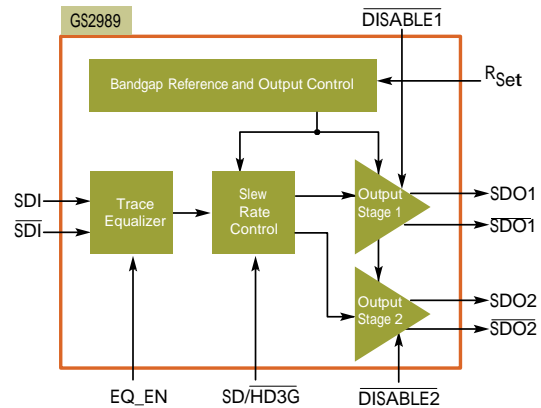 GS2989
DISABLE1
Bandgap Reference and Output Control
RSet
SDI
SDI
Trace
Equalizer
Slew
Rate
Control
Output
Stage 1
SDO1
SDO1
Output
Stage 2
SDO2
SDO2
EQ_EN
SD/HD3G
DISABLE2